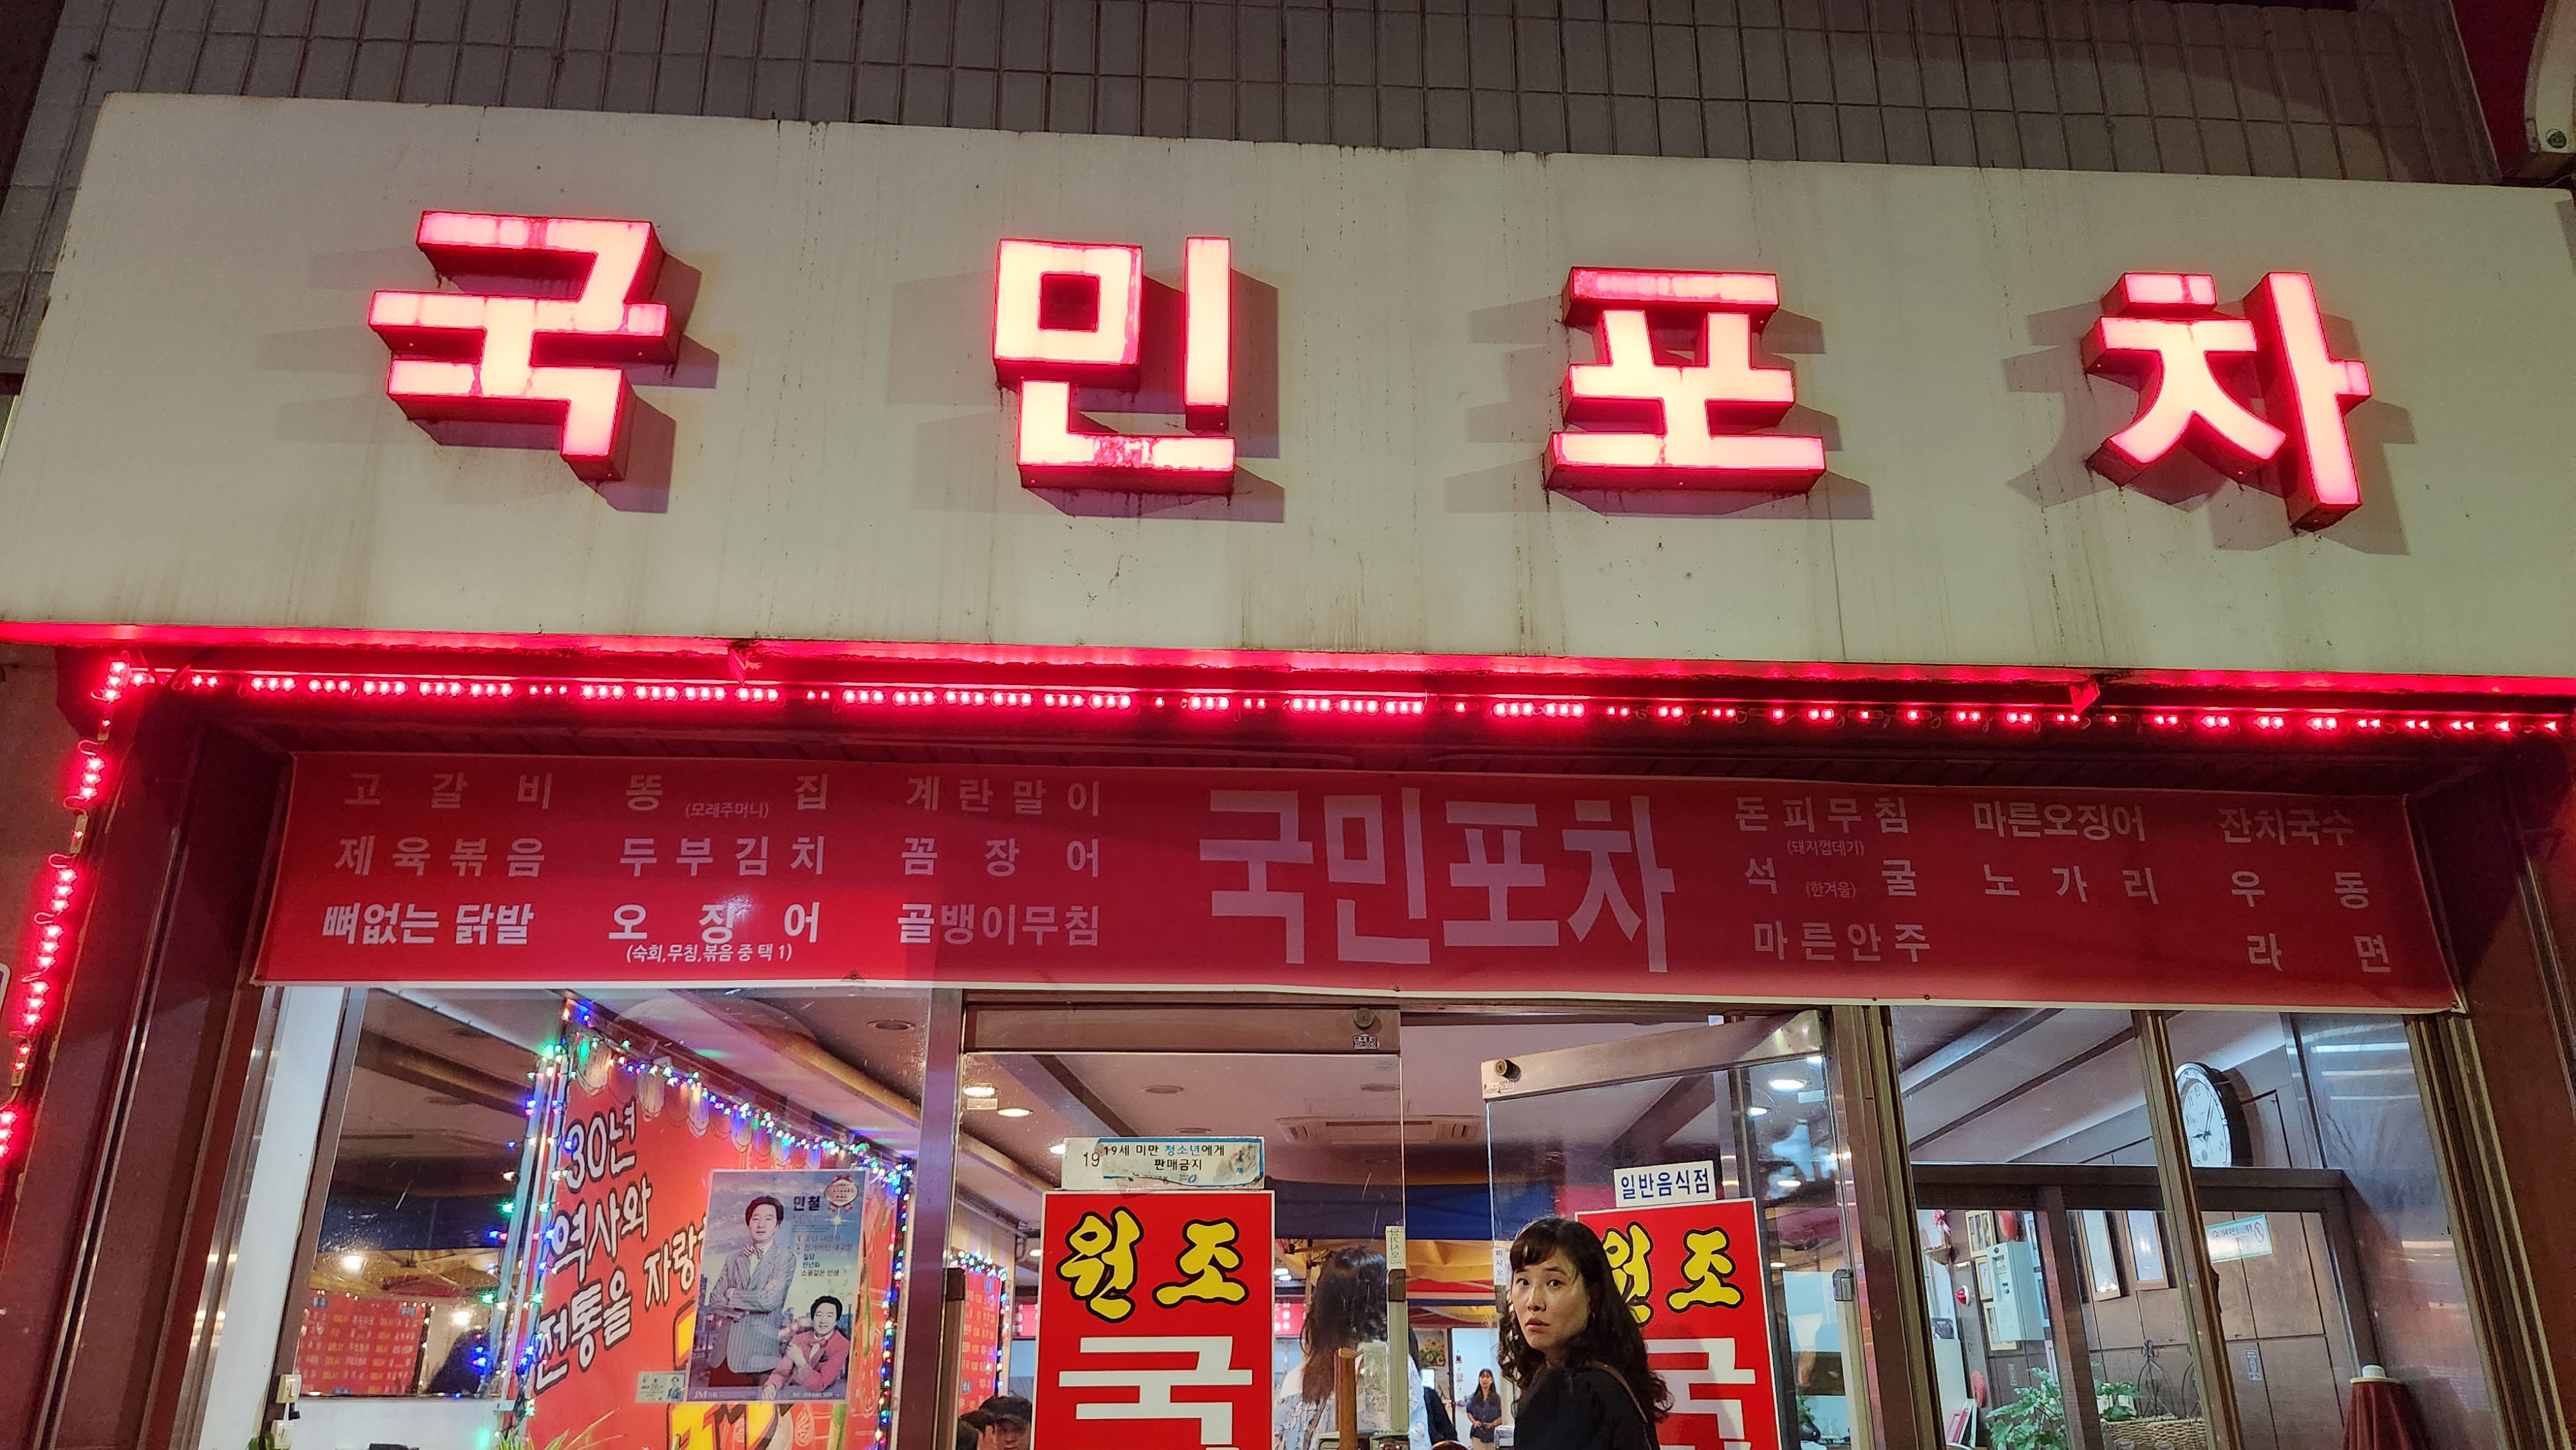 국민포차
고갈비 똥집 계란말이 국민포차 돈피무침 마른오징어 잔치국수
(모래주머니) (돼지껍데기)
제육볶음 두부김치 꼼장어 석굴 노가리 우동
(한겨울)
뼈없는 닭발 오징어 골뱅이무침 마른안주 라면
(숙회,무침,볶음 중 택 1)
30년
역사와
전통을 자랑
민철
19 19세 미만 청소년에게
판매금지
일반음식점
원조
국
원조
국